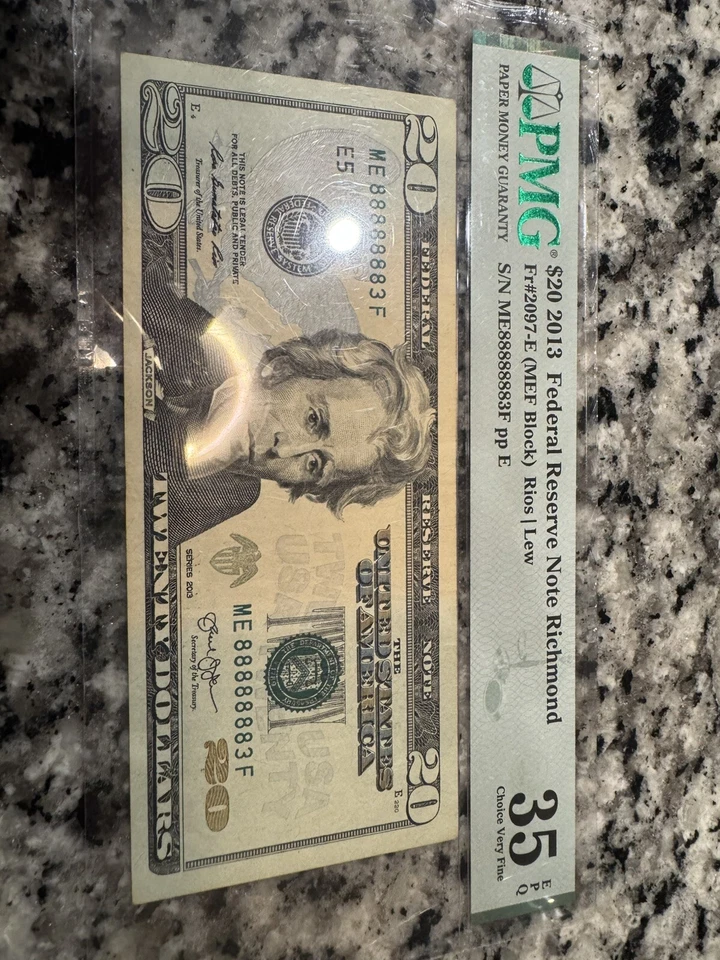 PMG®
PAPER MONEY GUARANTY
$20 2013 Federal Reserve Note Richmond
Fr#2097-E (MEF Block) Rios | Lew
S/N ME88888883F pp E
35
E
P
Q
Choice Very Fine
20
FEDERAL RESERVE NOTE
20
ME 88888883F
E5
THE
UNITED STATES
OF AMERICA
E
THIS NOTE IS LEGAL TENDER
FOR ALL DEBTS, PUBLIC AND PRIVATE
Treasurer of the United States.
ME 88888883F
SERIES 2013
Secretary of the Treasury.
20
JACKSON
20
TWENTY DOLLARS